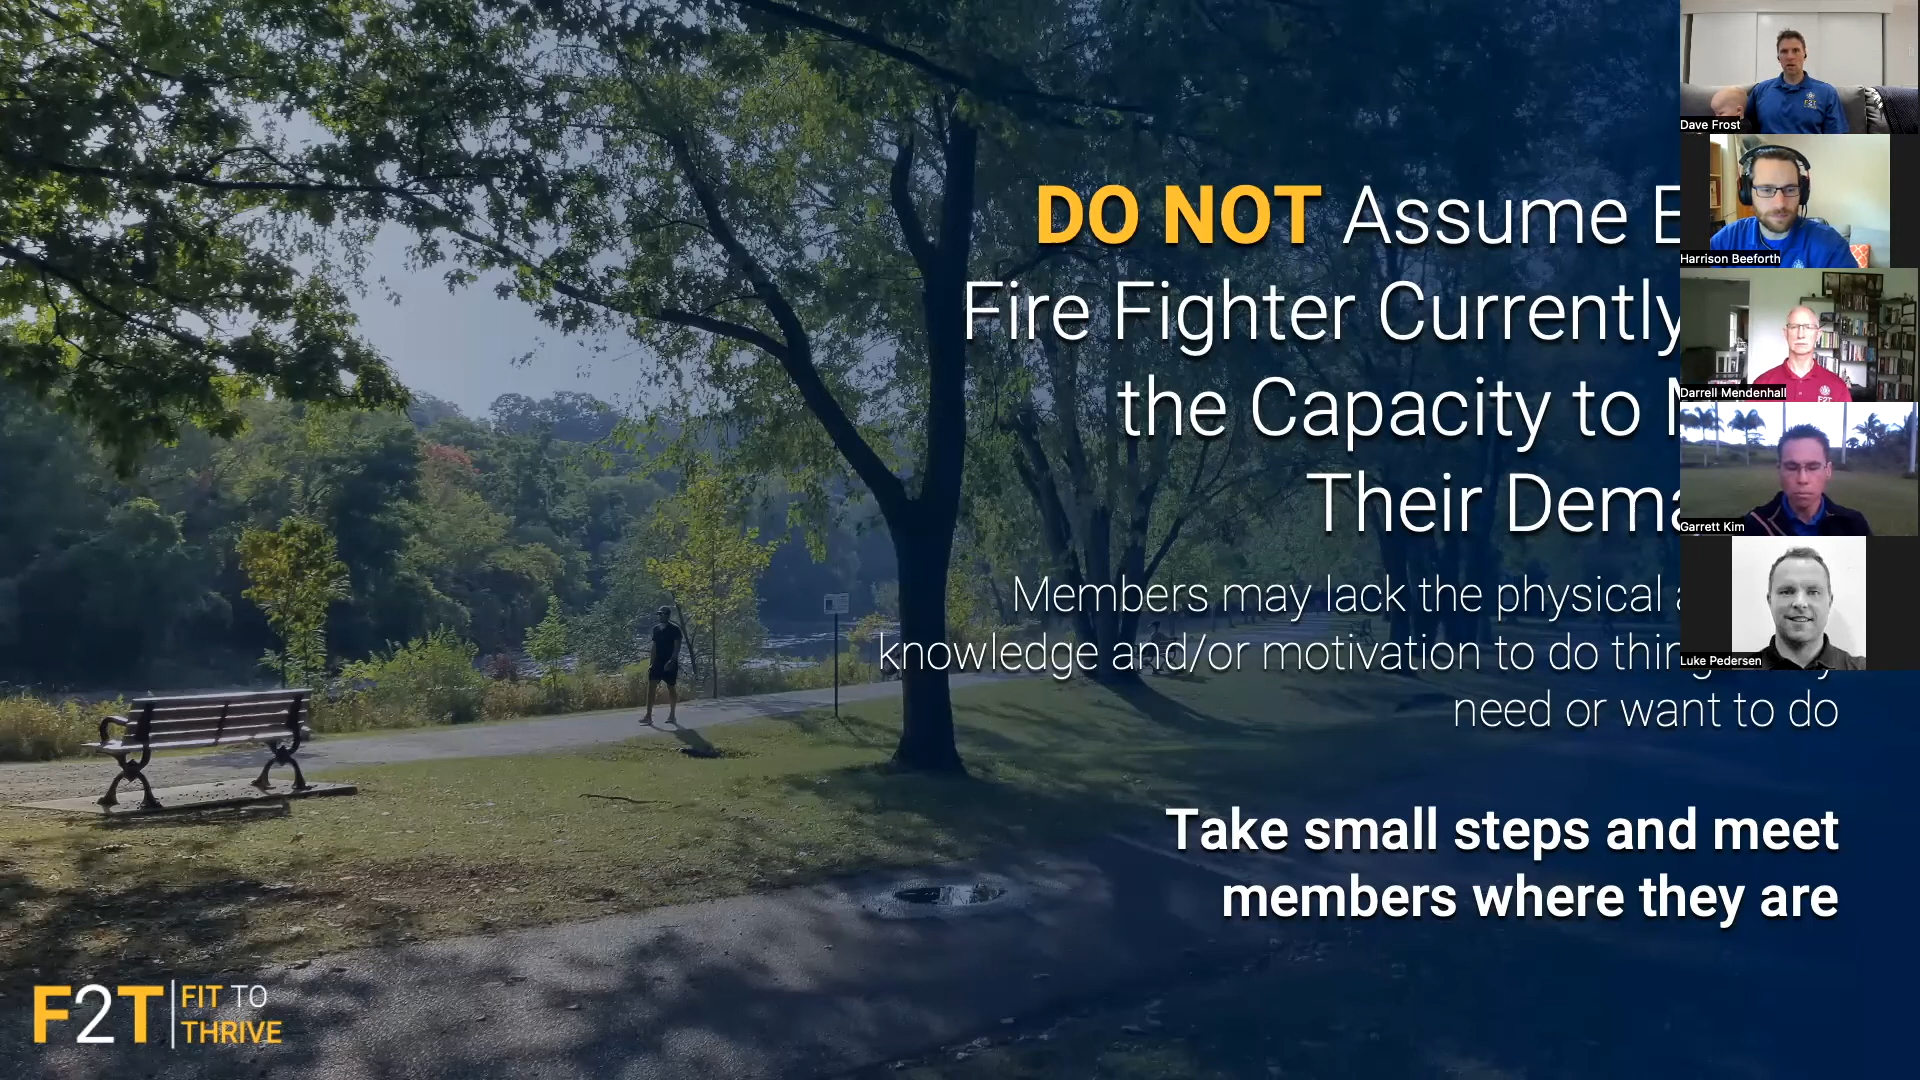 DO NOT Assume
Fire Fighter Currently
the Capacity to
Their
Members may lack the physical
knowledge and/or motivation to do
need or want to do
Take small steps and meet
members where they are
F2T FIT TO
THRIVE
Dave Frost
Harrison Beeforth
Darrell Mendenhall
F2T
Garrett Kim
Luke Pedersen